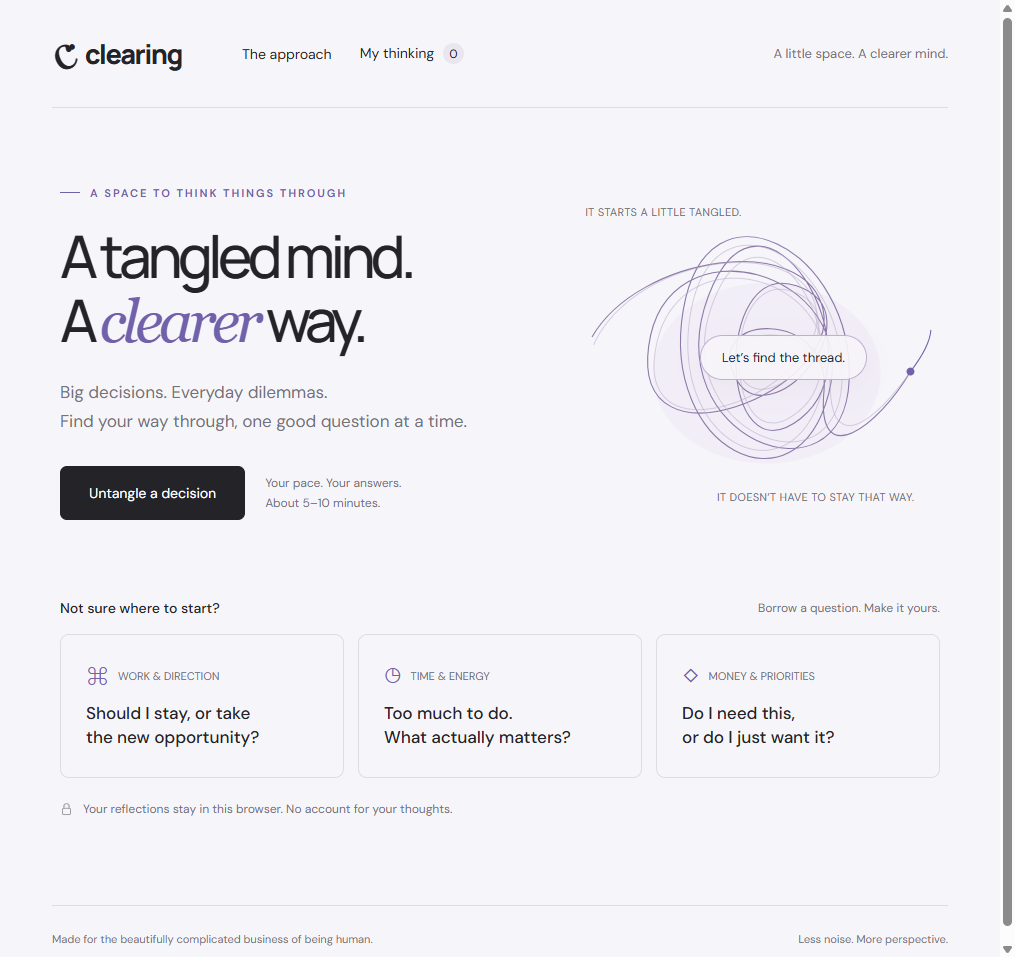 clearing
The approach
My thinking 0
A little space. A clearer mind.
A SPACE TO THINK THINGS THROUGH
A tangled mind.
A clearer way.
Big decisions. Everyday dilemmas.
Find your way through, one good question at a time.
Untangle a decision
Your pace. Your answers.
About 5–10 minutes.
IT STARTS A LITTLE TANGLED.
Let’s find the thread.
IT DOESN’T HAVE TO STAY THAT WAY.
Not sure where to start?
Borrow a question. Make it yours.
WORK & DIRECTION
Should I stay, or take
the new opportunity?
TIME & ENERGY
Too much to do.
What actually matters?
MONEY & PRIORITIES
Do I need this,
or do I just want it?
Your reflections stay in this browser. No account for your thoughts.
Made for the beautifully complicated business of being human.
Less noise. More perspective.